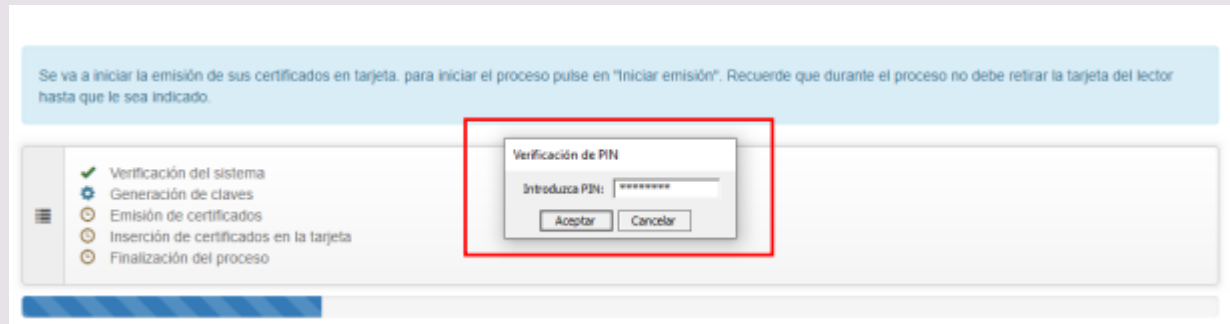 Se va a iniciar la emisión de sus certificados en tarjeta. para iniciar el proceso pulse en "Iniciar emisión". Recuerde que durante el proceso no debe retirar la tarjeta del lector
hasta que le sea indicado.
Verificación del sistema
Generación de claves
Emisión de certificados
Inserción de certificados en la tarjeta
Finalización del proceso
Verificación de PIN
Introduzca PIN: ********
Aceptar Cancelar